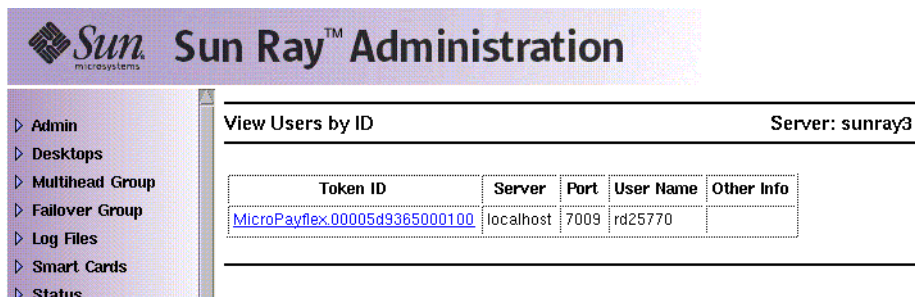 Sun
microsystems
Sun Ray™ Administration
Admin
Desktops
Multihead Group
Failover Group
Log Files
Smart Cards
Status
View Users by ID Server: sunray3
Token ID Server Port User Name Other Info
MicroPayflex.00005d9365000100 localhost 7009 rd25770